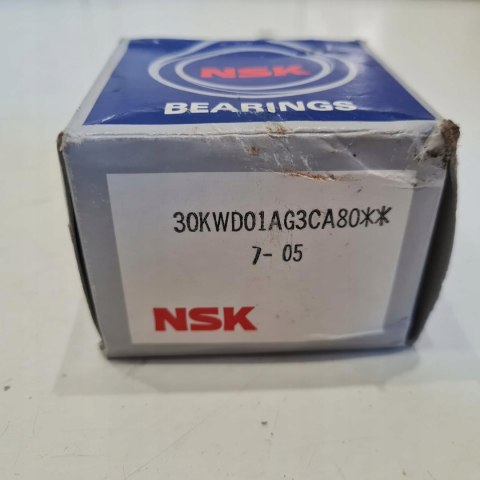 NSK
BEARINGS
30KWD01AG3CA80**
7- 05
NSK